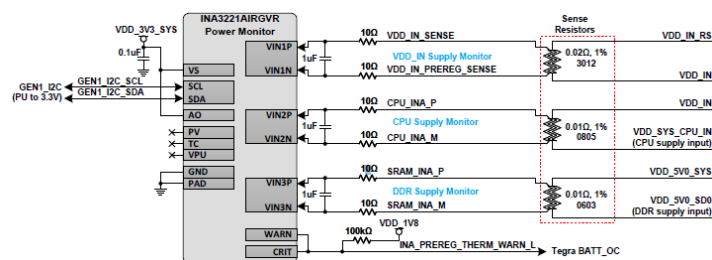 INA3221AIRGVR
Power Monitor
VDD_3V3_SYS
0.1uF
VS
GEN1_I2C
(PU to 3.3V)
GEN1_I2C_SCL
GEN1_I2C_SDA
SCL
SDA
AO
PV
TC
VPU
GND
PAD
VIN1P
VIN1N
1uF
10Ω
VDD_IN_SENSE
VDD_IN Supply Monitor
10Ω
VDD_IN_PREREG_SENSE
Sense
Resistors
0.02Ω, 1%
3012
VDD_IN_RS
VDD_IN
VIN2P
VIN2N
1uF
10Ω
CPU_INA_P
CPU Supply Monitor
10Ω
CPU_INA_M
0.01Ω, 1%
0805
VDD_IN
VDD_SYS_CPU_IN
(CPU supply input)
VIN3P
VIN3N
1uF
10Ω
SRAM_INA_P
DDR Supply Monitor
10Ω
SRAM_INA_M
0.01Ω, 1%
0603
VDD_5V0_SYS
VDD_5V0_SD0
(DDR supply input)
WARN
CRIT
100kΩ
VDD_1V8
INA_PREREG_THERM_WARN_L
Tegra BATT_OC